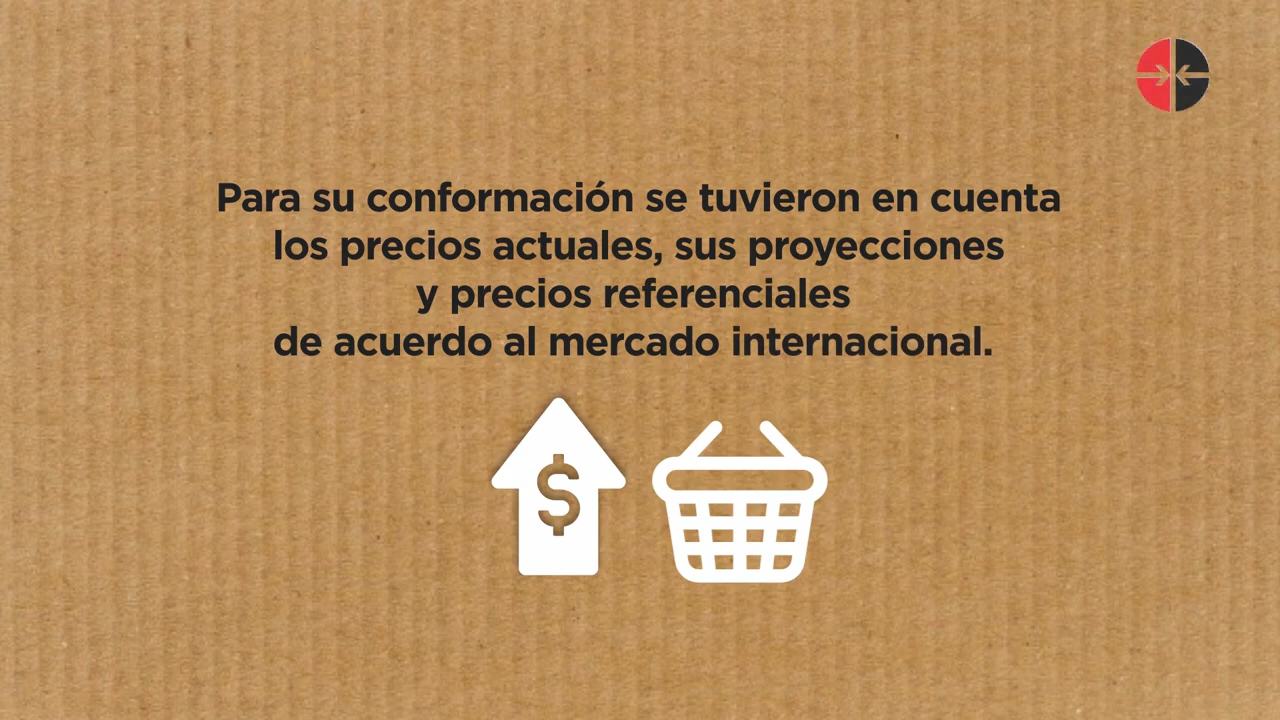 Para su conformación se tuvieron en cuenta
los precios actuales, sus proyecciones
y precios referenciales
de acuerdo al mercado internacional.
$